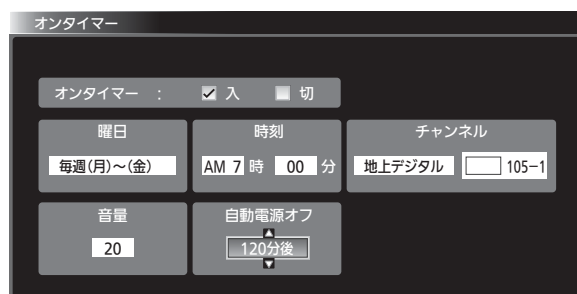 オンタイマー
オンタイマー : 入 切
曜日 時刻 チャンネル
毎週(月)~(金) AM 7 時 00 分 地上デジタル 105-1
音量 自動電源オフ
20 120分後